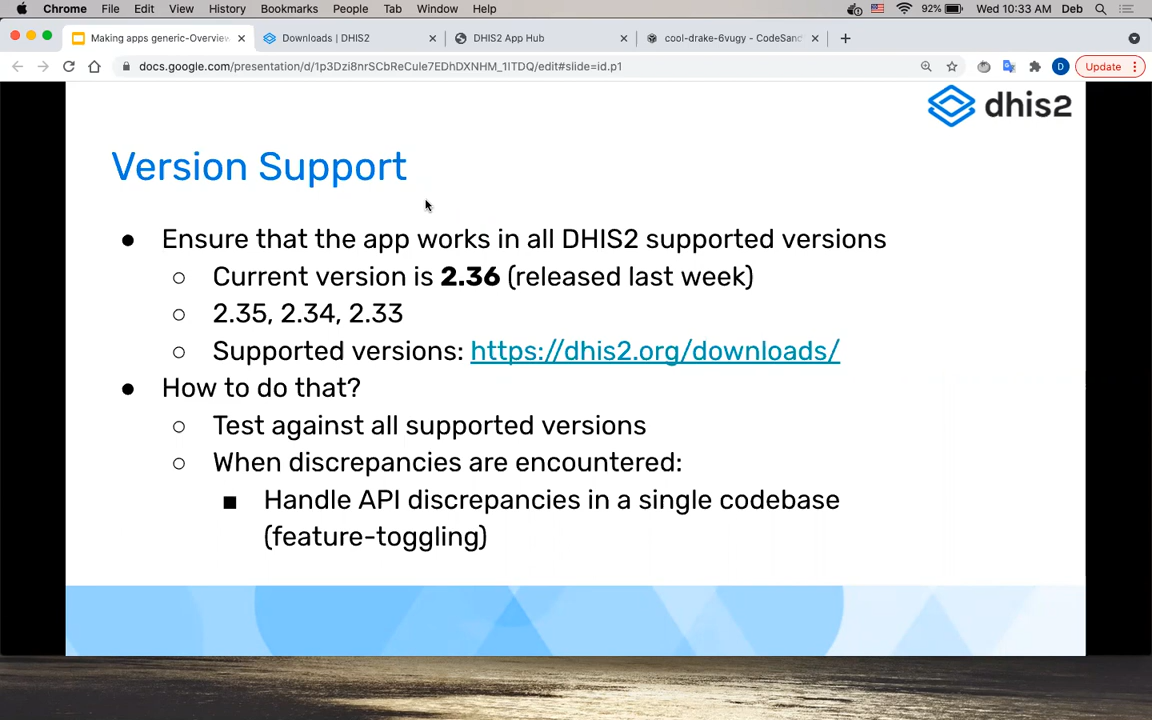 Chrome File Edit View History Bookmarks People Tab Window Help 92% Wed 10:33 AM Deb
Making apps generic-Overview Downloads | DHIS2 DHIS2 App Hub cool-drake-6vugy - CodeSand
docs.google.com/presentation/d/1p3Dzi8nrSCbReCule7EDhDXNHM_1ITDQ/edit#slide=id.p1 D Update
dhis2
Version Support
● Ensure that the app works in all DHIS2 supported versions
○ Current version is 2.36 (released last week)
○ 2.35, 2.34, 2.33
○ Supported versions: https://dhis2.org/downloads/
● How to do that?
○ Test against all supported versions
○ When discrepancies are encountered:
■ Handle API discrepancies in a single codebase
(feature-toggling)